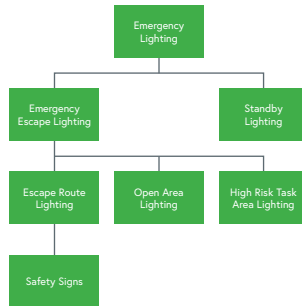 Emergency
Lighting
Emergency
Escape Lighting
Standby
Lighting
Escape Route
Lighting
Open Area
Lighting
High Risk Task
Area Lighting
Safety Signs